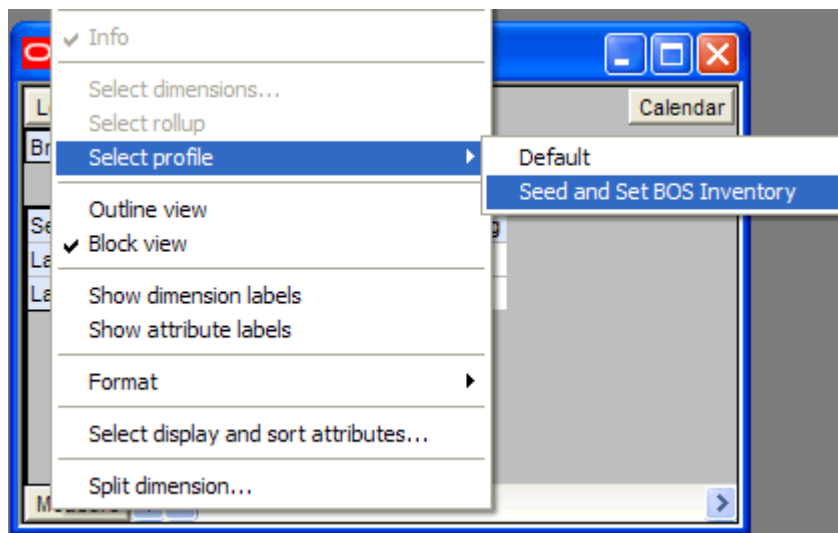 Info
Select dimensions...
Select rollup
Calendar
Select profile
Default
Seed and Set BOS Inventory
Outline view
Block view
Show dimension labels
Show attribute labels
Format
Select display and sort attributes...
Split dimension...